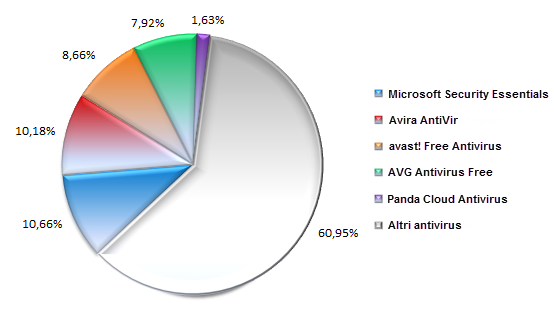 7,92%
1,63%
8,66%
10,18%
10,66%
60,95%
Microsoft Security Essentials
Avira AntiVir
avast! Free Antivirus
AVG Antivirus Free
Panda Cloud Antivirus
Altri antivirus